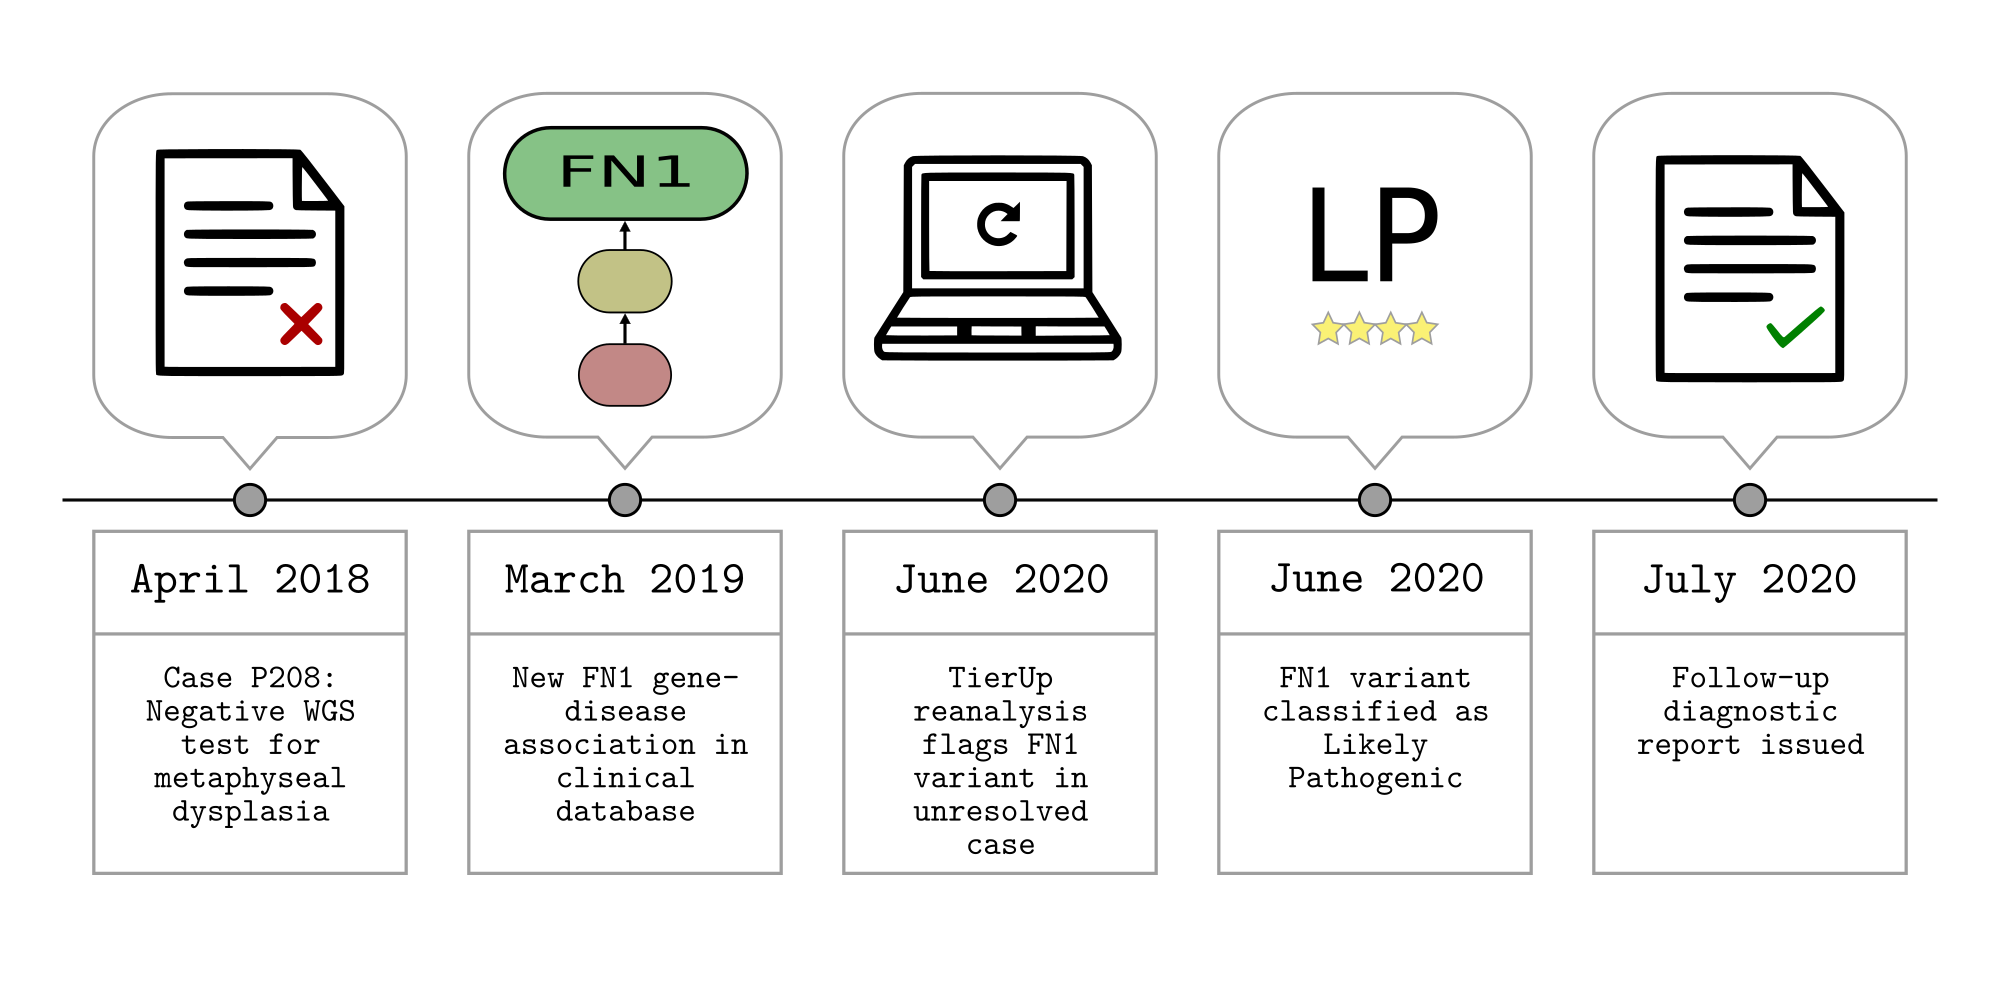 FN1
LP
April 2018
Case P208:
Negative WGS
test for
metaphyseal
dysplasia
March 2019
New FN1 gene-
disease
association in
clinical
database
June 2020
TierUp
reanalysis
flags FN1
variant in
unresolved
case
June 2020
FN1 variant
classified as
Likely
Pathogenic
July 2020
Follow-up
diagnostic
report issued